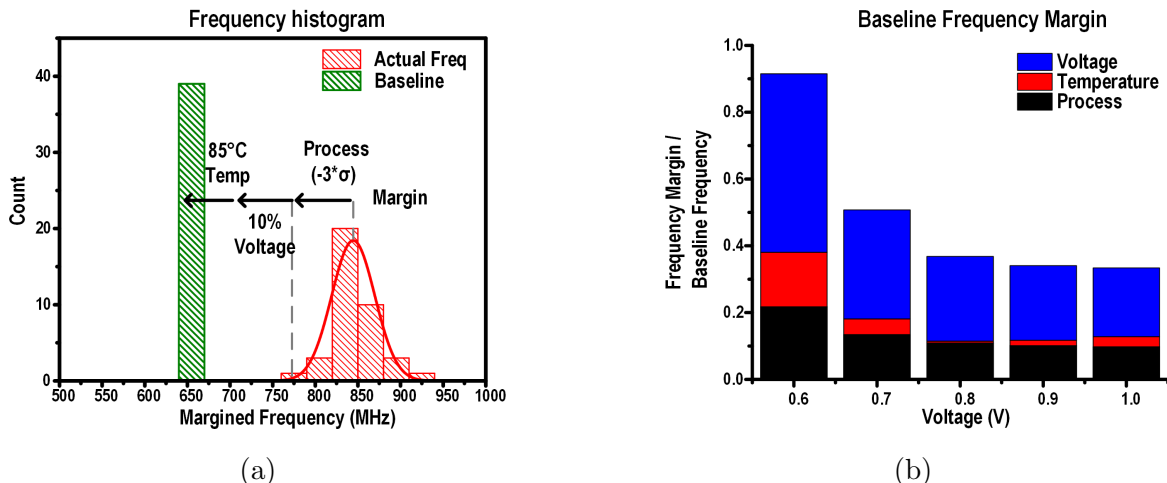 Frequency histogram
Actual Freq
Baseline
85°C
Temp
Process
(-3*σ)
Margin
10%
Voltage
Count
0
10
20
30
40
500
550
600
650
700
750
800
850
900
950
1000
Margined Frequency (MHz)
(a)
Baseline Frequency Margin
Voltage
Temperature
Process
Frequency Margin /
Baseline Frequency
1.0
0.8
0.6
0.4
0.2
0.0
0.6
0.7
0.8
0.9
1.0
Voltage (V)
(b)